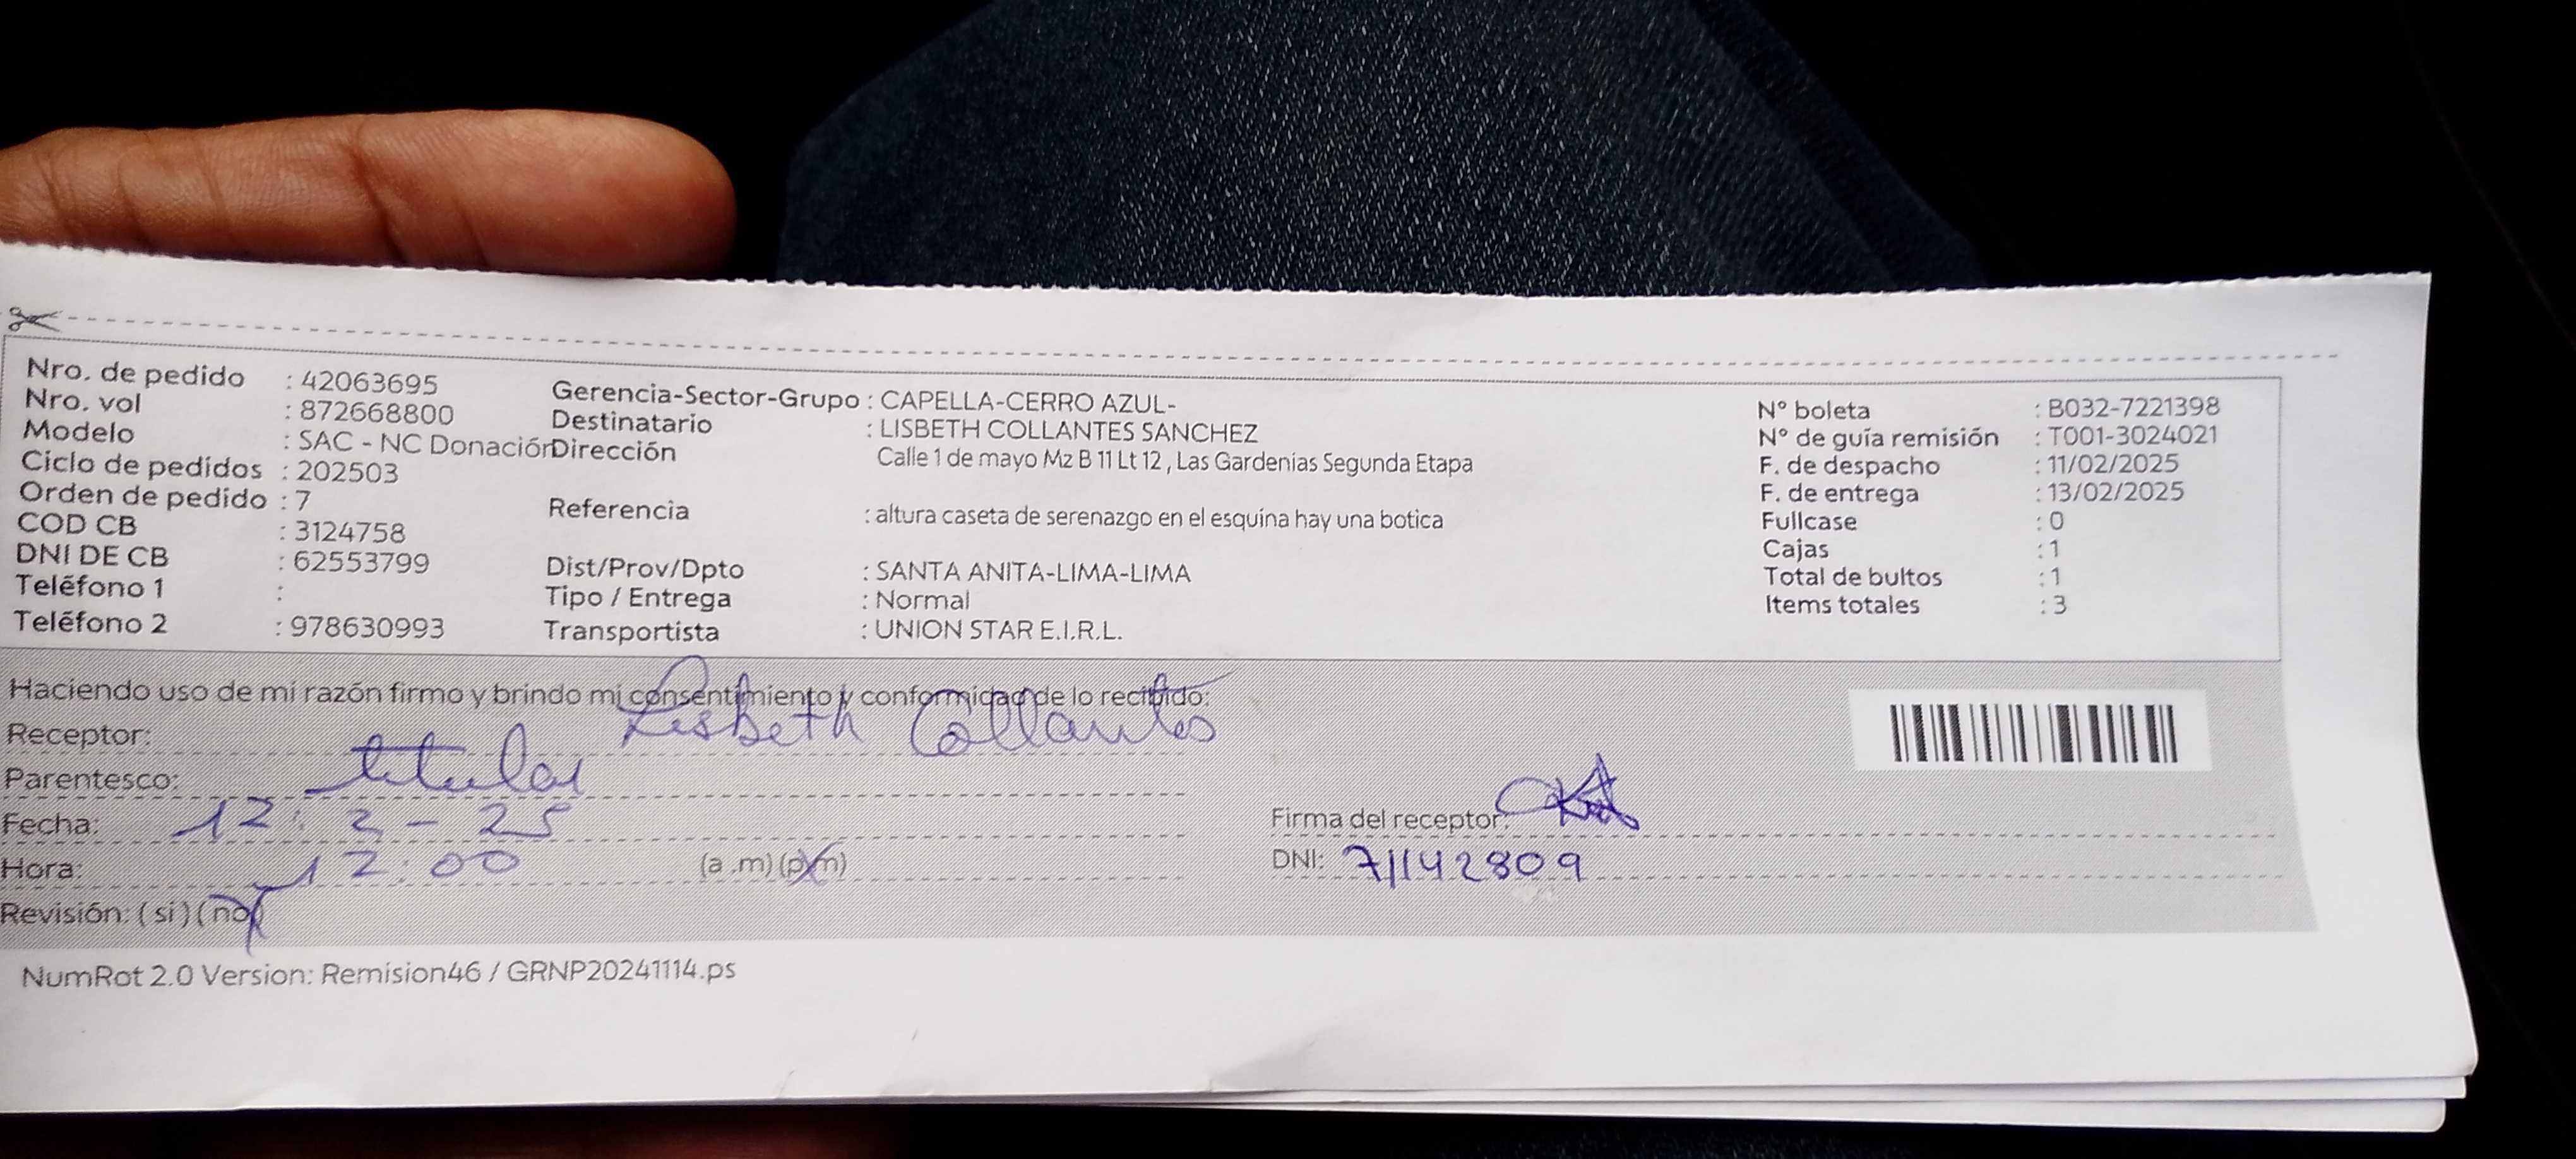 Nro. de pedido : 42063695
Nro. vol : 872668800
Modelo : SAC - NC Donación
Ciclo de pedidos : 202503
Orden de pedido : 7
COD CB : 3124758
DNI DE CB : 62553799
Teléfono 1 :
Teléfono 2 : 978630993
Gerencia-Sector-Grupo : CAPELLA-CERRO AZUL-
Destinatario : LISBETH COLLANTES SANCHEZ
Dirección Calle 1 de mayo Mz B 11 Lt 12 , Las Gardenias Segunda Etapa
Referencia : altura caseta de serenazgo en el esquina hay una botica
Dist/Prov/Dpto : SANTA ANITA-LIMA-LIMA
Tipo / Entrega : Normal
Transportista : UNION STAR E.I.R.L.
N° boleta : B032-7221398
N° de guía remisión : T001-3024021
F. de despacho : 11/02/2025
F. de entrega : 13/02/2025
Fullcase : 0
Cajas : 1
Total de bultos : 1
Items totales : 3
Haciendo uso de mi razón firmo y brindo mi consentimiento y conformidad de lo recibido:
Receptor: Lisbeth Collantes
Parentesco: titular
Fecha: 12 - 2 - 25
Hora: 12:00 (a .m) (p.m)
Revisión: ( si ) ( no )
Firma del receptor:
DNI: 71142809
NumRot 2.0 Version: Remision46 / GRNP20241114.ps